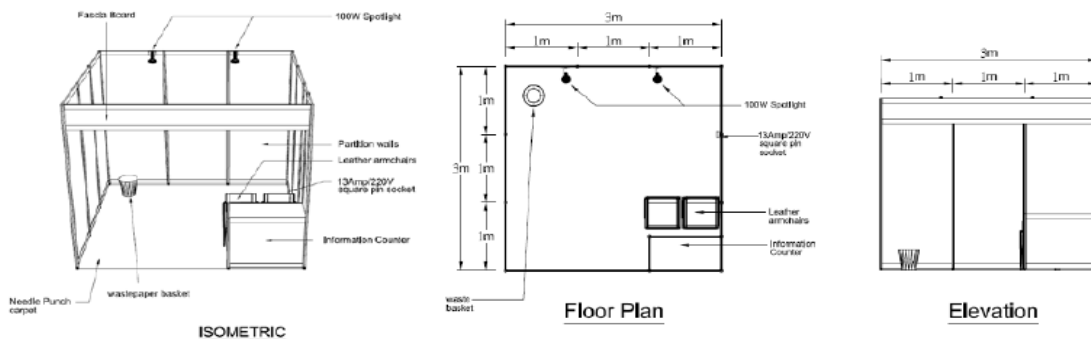 Fascia Board
100W Spotlight
Partition walls
Leather armchairs
13Amp/220V
square pin
socket
Information Counter
wastepaper basket
Needle Punch
carpet
ISOMETRIC
3m
1m
1m
1m
1m
3m
1m
1m
100W Spotlight
13Amp/220V
square pin
socket
Leather
armchairs
Information
Counter
waste
basket
Floor Plan
3m
1m
1m
1m
Elevation